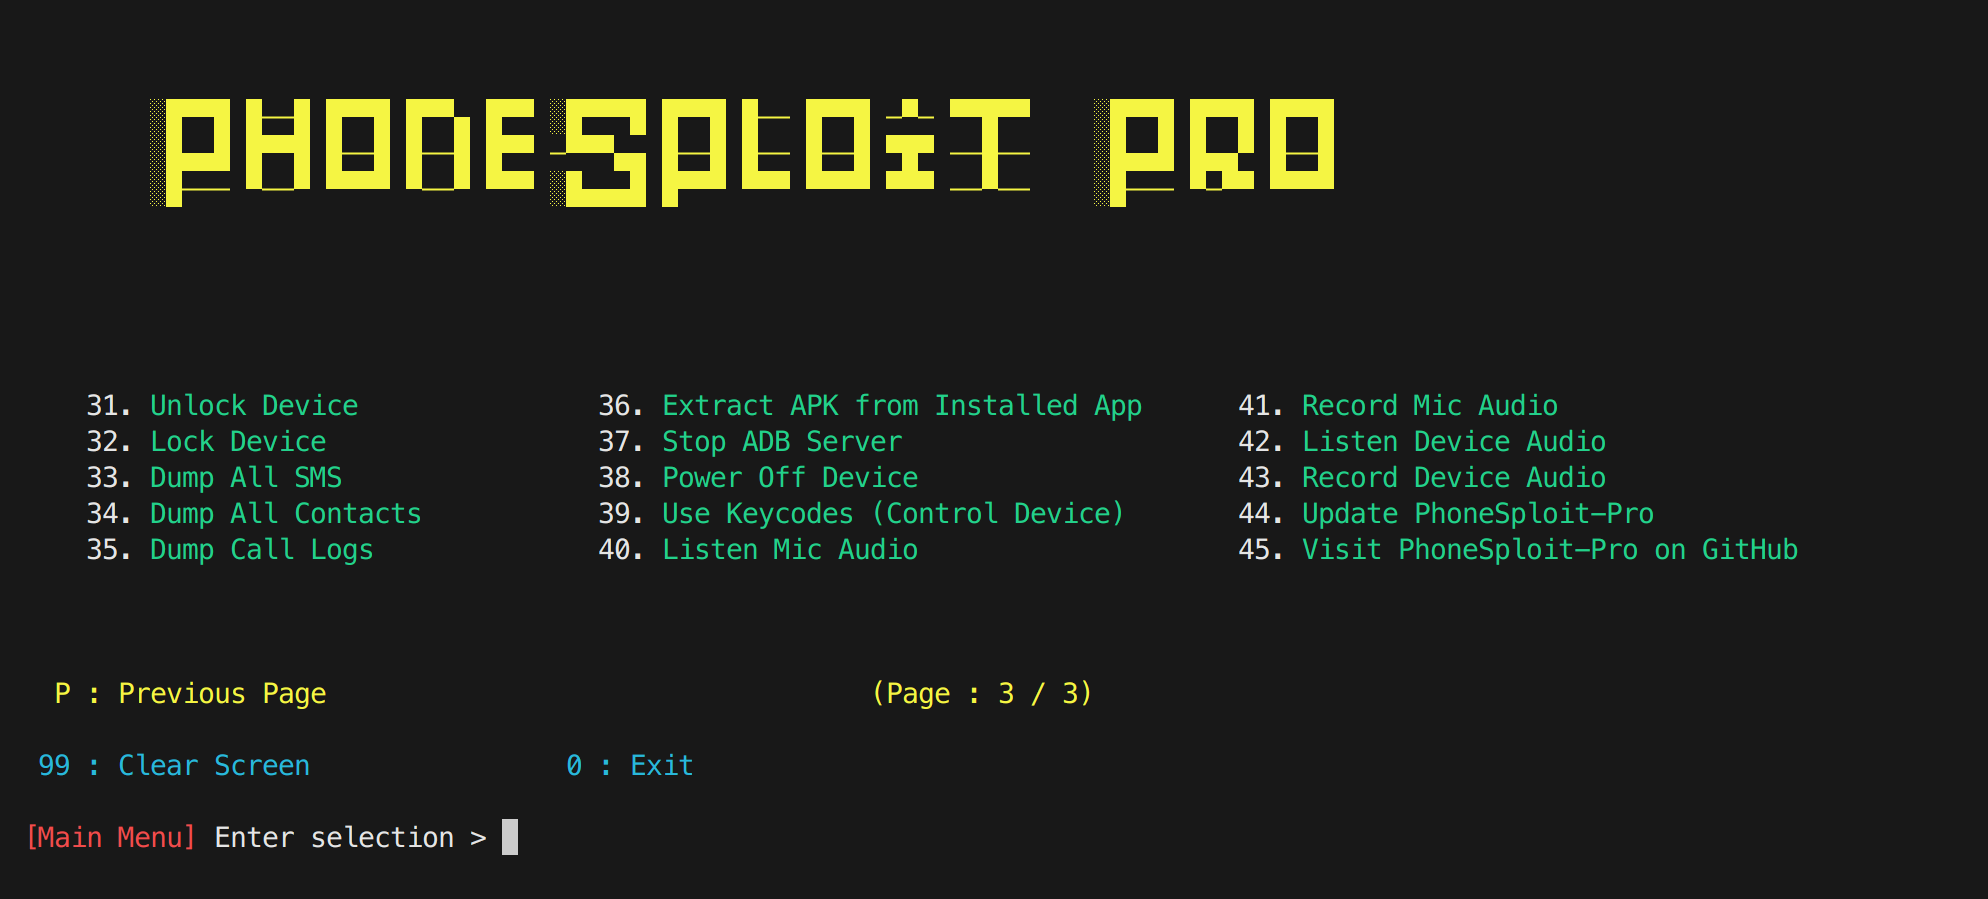 PHONESPLOIT PRO
31. Unlock Device 36. Extract APK from Installed App 41. Record Mic Audio
32. Lock Device 37. Stop ADB Server 42. Listen Device Audio
33. Dump All SMS 38. Power Off Device 43. Record Device Audio
34. Dump All Contacts 39. Use Keycodes (Control Device) 44. Update PhoneSploit-Pro
35. Dump Call Logs 40. Listen Mic Audio 45. Visit PhoneSploit-Pro on GitHub
P : Previous Page (Page : 3 / 3)
99 : Clear Screen 0 : Exit
[Main Menu] Enter selection >